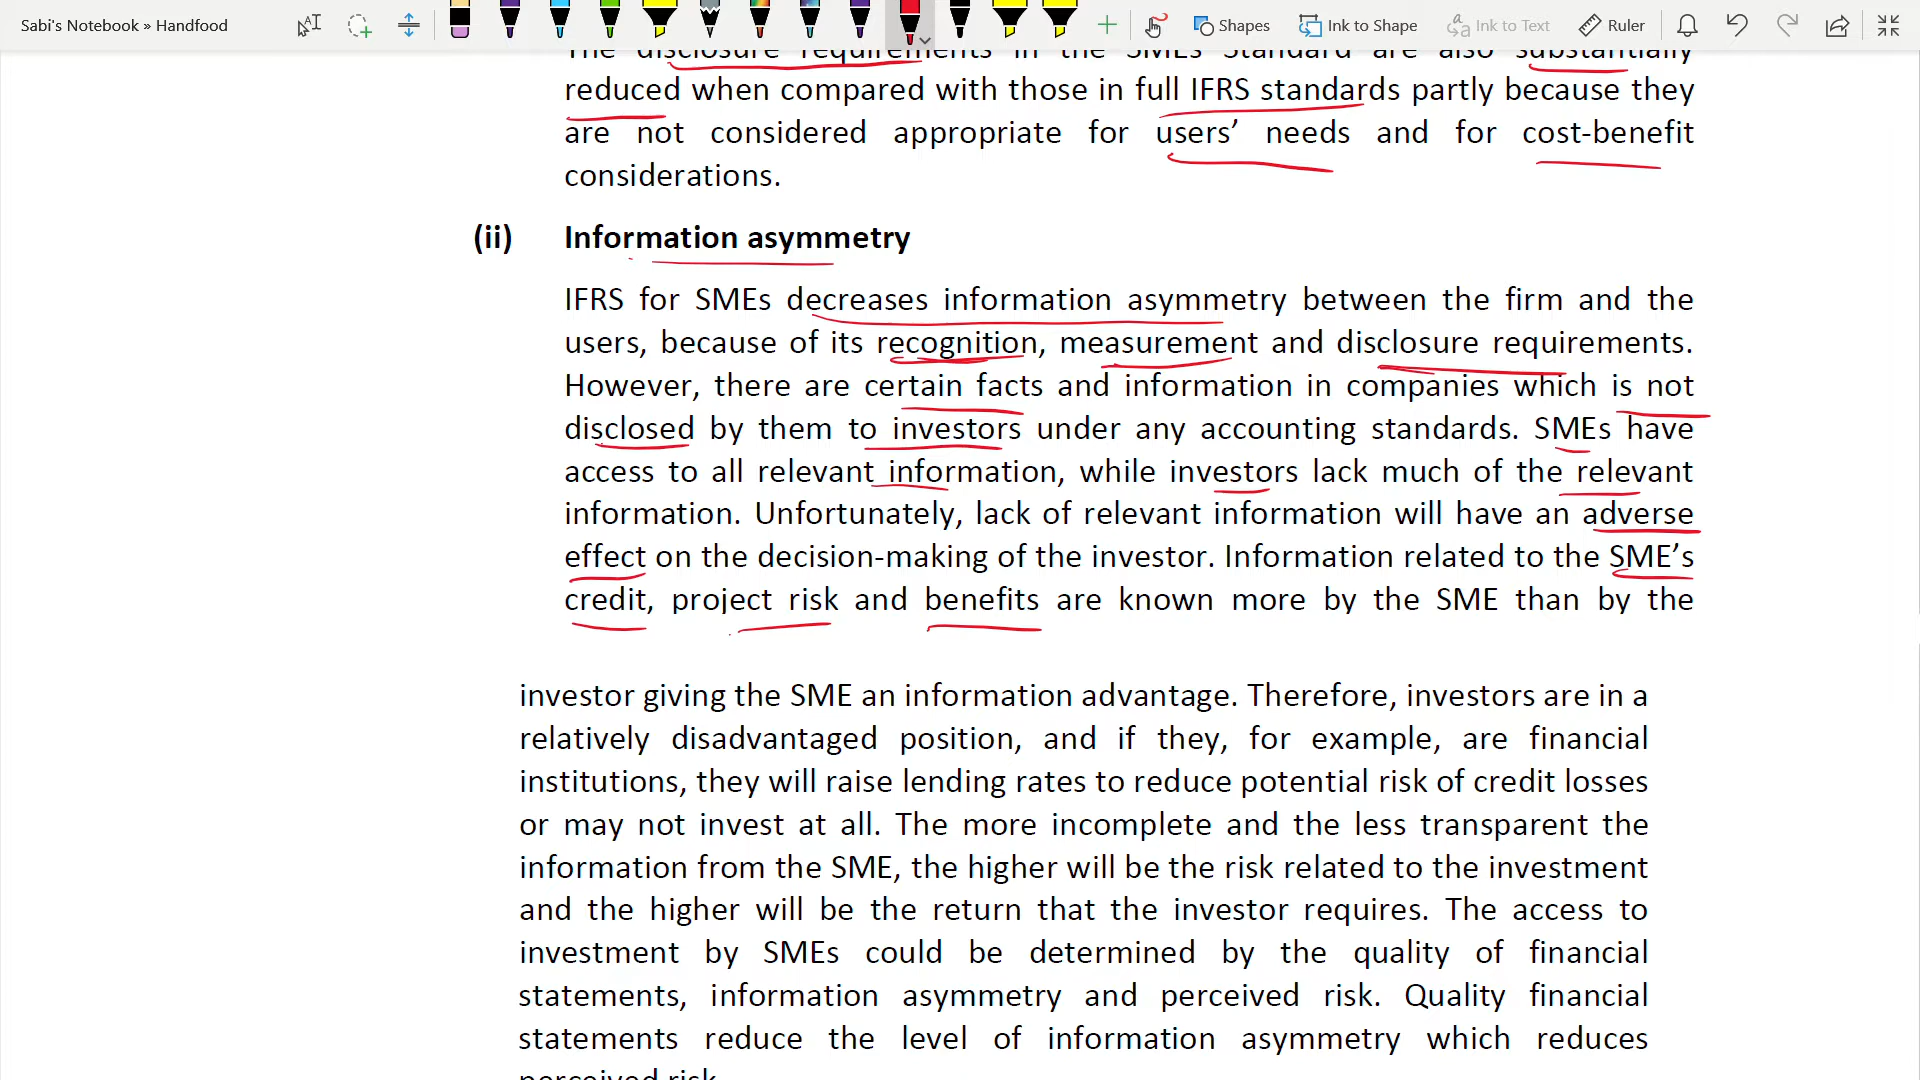 Sabi's Notebook » Handfood
Shapes
Ink to Shape
Ink to Text
Ruler
The disclosure requirements in the SMEs Standard are also substantially
reduced when compared with those in full IFRS standards partly because they
are not considered appropriate for users’ needs and for cost-benefit
considerations.
(ii) Information asymmetry
IFRS for SMEs decreases information asymmetry between the firm and the
users, because of its recognition, measurement and disclosure requirements.
However, there are certain facts and information in companies which is not
disclosed by them to investors under any accounting standards. SMEs have
access to all relevant information, while investors lack much of the relevant
information. Unfortunately, lack of relevant information will have an adverse
effect on the decision-making of the investor. Information related to the SME’s
credit, project risk and benefits are known more by the SME than by the
investor giving the SME an information advantage. Therefore, investors are in a
relatively disadvantaged position, and if they, for example, are financial
institutions, they will raise lending rates to reduce potential risk of credit losses
or may not invest at all. The more incomplete and the less transparent the
information from the SME, the higher will be the risk related to the investment
and the higher will be the return that the investor requires. The access to
investment by SMEs could be determined by the quality of financial
statements, information asymmetry and perceived risk. Quality financial
statements reduce the level of information asymmetry which reduces
perceived risk.